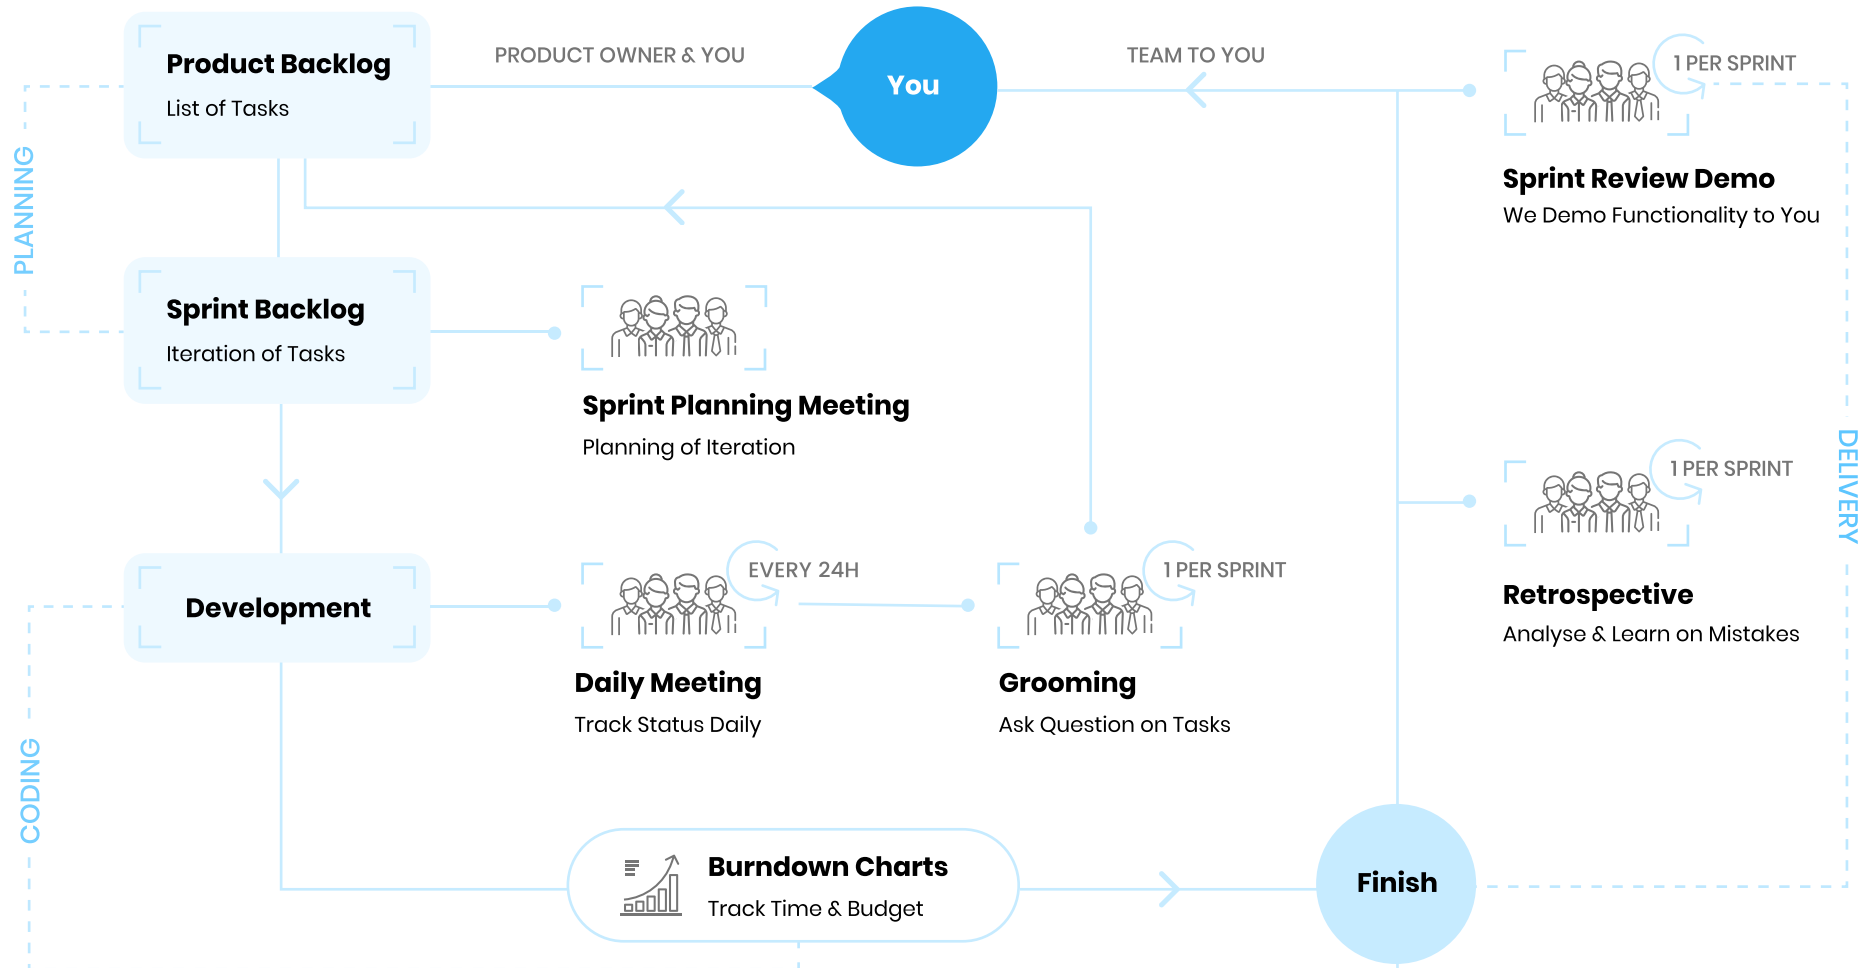 Product Backlog
List of Tasks
PRODUCT OWNER & YOU
You
TEAM TO YOU
1 PER SPRINT
Sprint Review Demo
We Demo Functionality to You
PLANNING
Sprint Backlog
Iteration of Tasks
Sprint Planning Meeting
Planning of Iteration
1 PER SPRINT
Retrospective
Analyse & Learn on Mistakes
DELIVERY
Development
EVERY 24H
Daily Meeting
Track Status Daily
1 PER SPRINT
Grooming
Ask Question on Tasks
CODING
Burndown Charts
Track Time & Budget
Finish